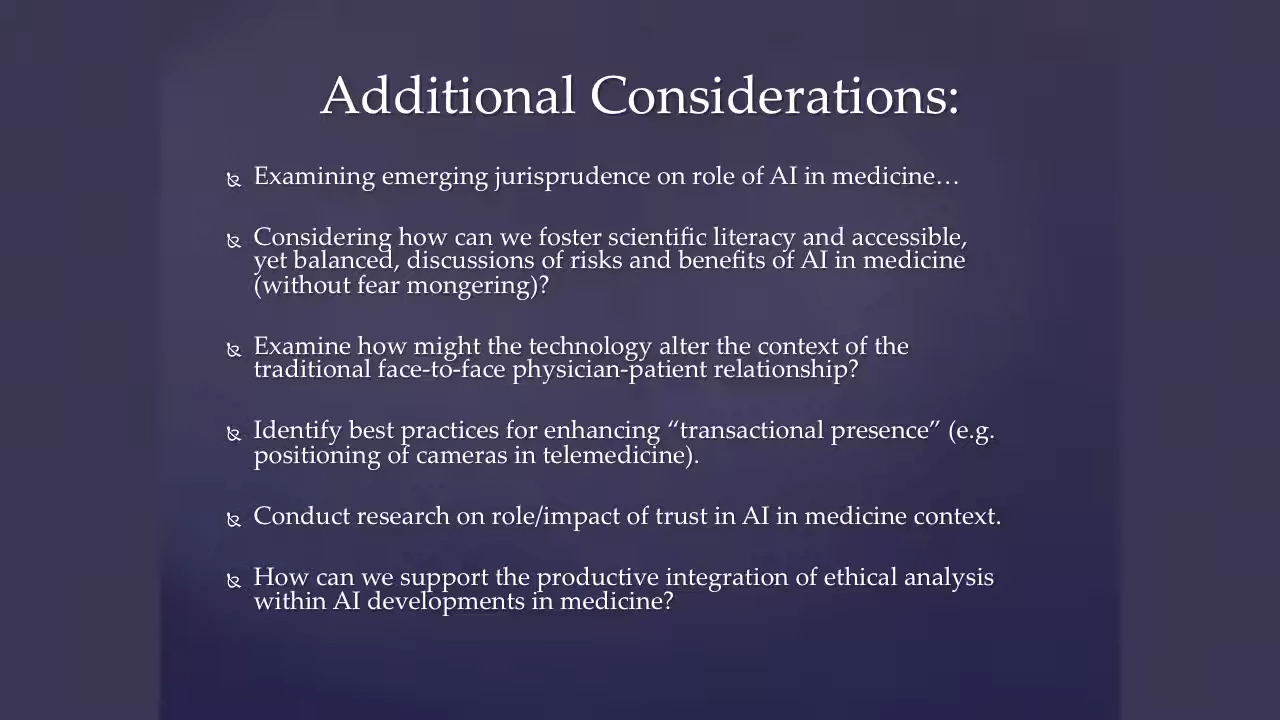 Additional Considerations:
Examining emerging jurisprudence on role of AI in medicine…
Considering how can we foster scientific literacy and accessible,
yet balanced, discussions of risks and benefits of AI in medicine
(without fear mongering)?
Examine how might the technology alter the context of the
traditional face-to-face physician-patient relationship?
Identify best practices for enhancing “transactional presence” (e.g.
positioning of cameras in telemedicine).
Conduct research on role/impact of trust in AI in medicine context.
How can we support the productive integration of ethical analysis
within AI developments in medicine?